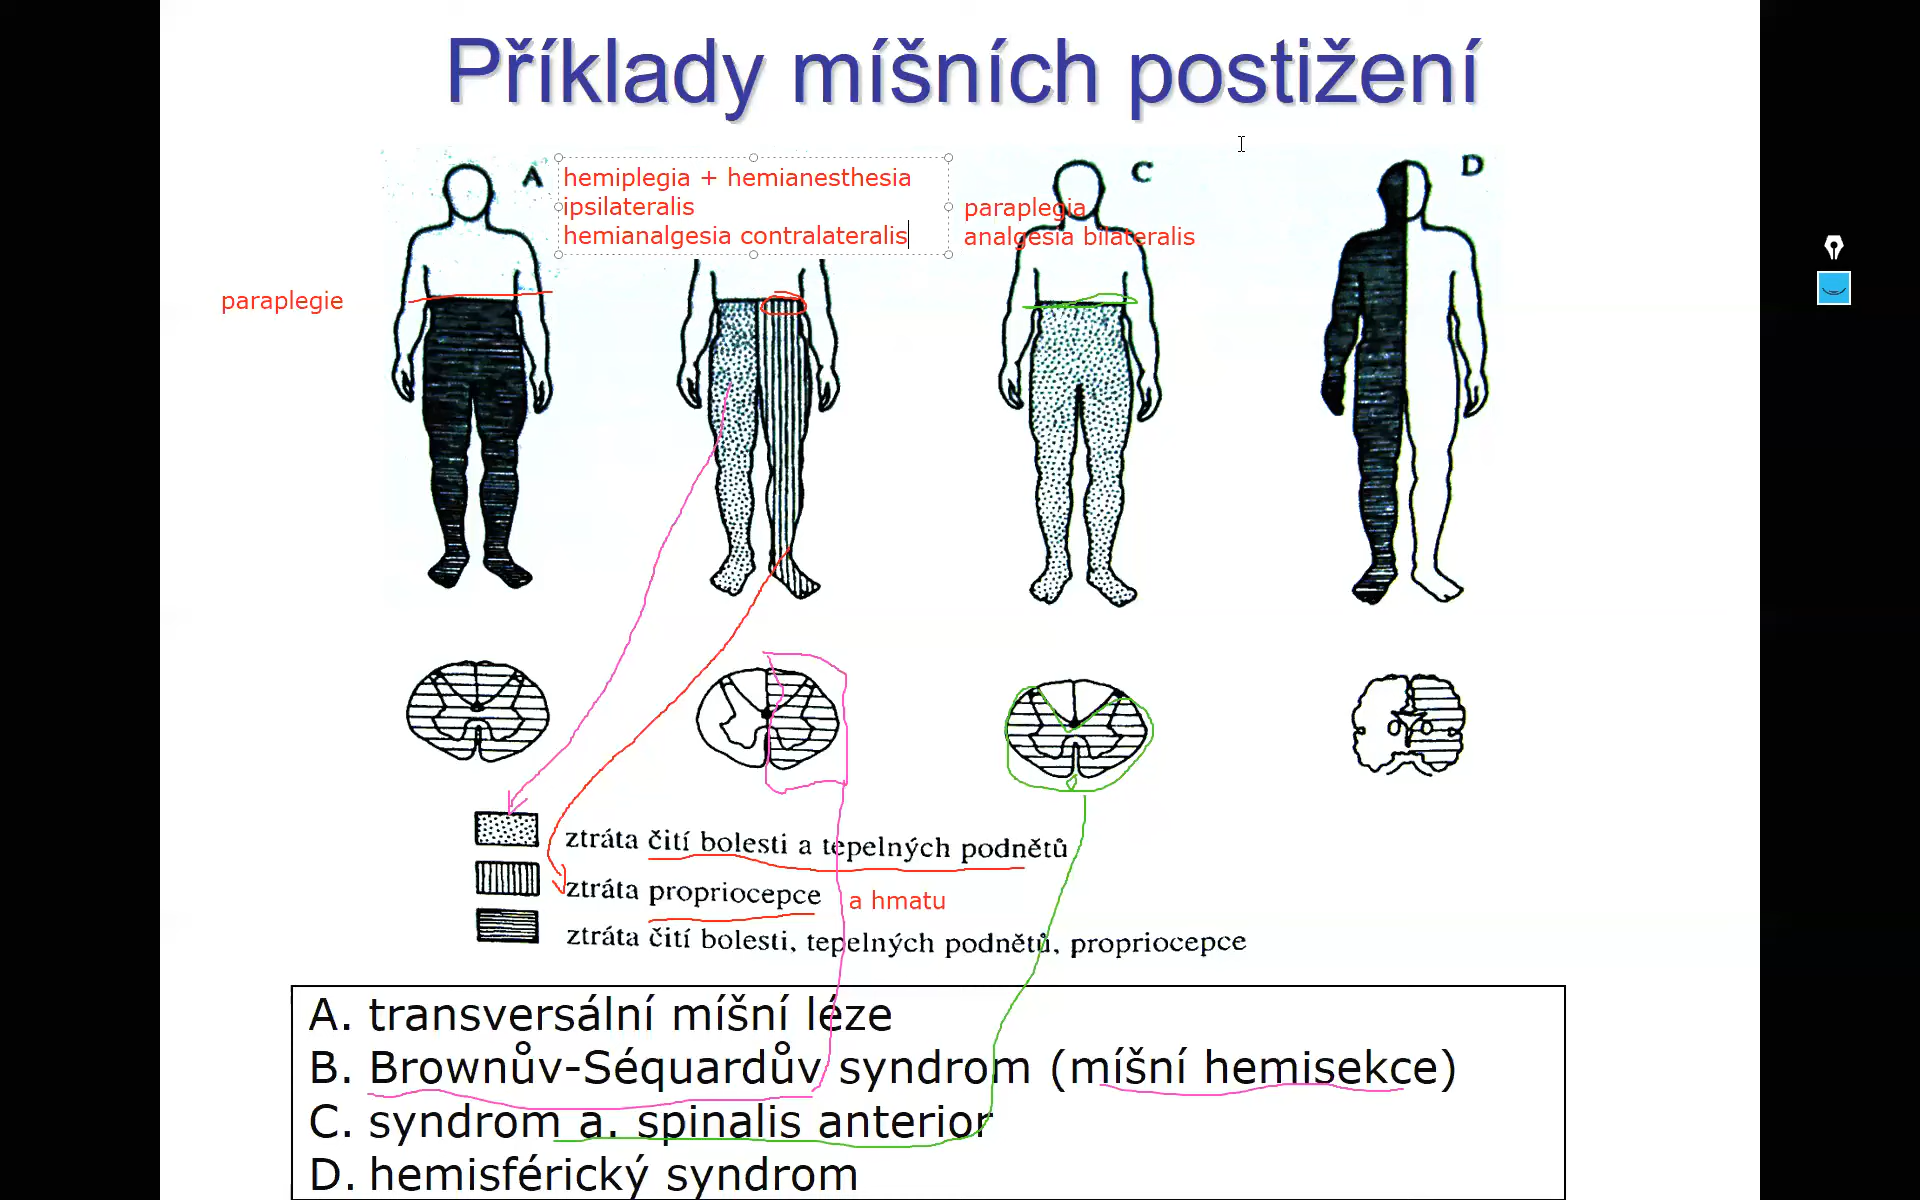 Příklady míšních postižení
A
hemiplegia + hemianesthesia
ipsilateralis
hemianalgesia contralateralis
C
paraplegia
analgesia bilateralis
D
paraplegie
ztráta čití bolesti a tepelných podnětů
ztráta propriocepce a hmatu
ztráta čití bolesti, tepelných podnětů, propriocepce
A. transversální míšní léze
B. Brownův-Séquardův syndrom (míšní hemisekce)
C. syndrom a. spinalis anterior
D. hemisférický syndrom